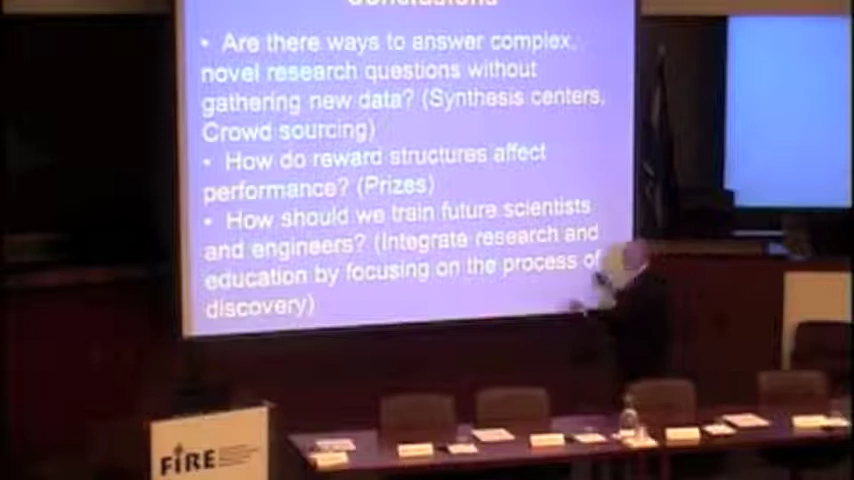 Conclusions
• Are there ways to answer complex,
novel research questions without
gathering new data? (Synthesis centers,
Crowd sourcing)
• How do reward structures affect
performance? (Prizes)
• How should we train future scientists
and engineers? (Integrate research and
education by focusing on the process of
discovery)
FiRE